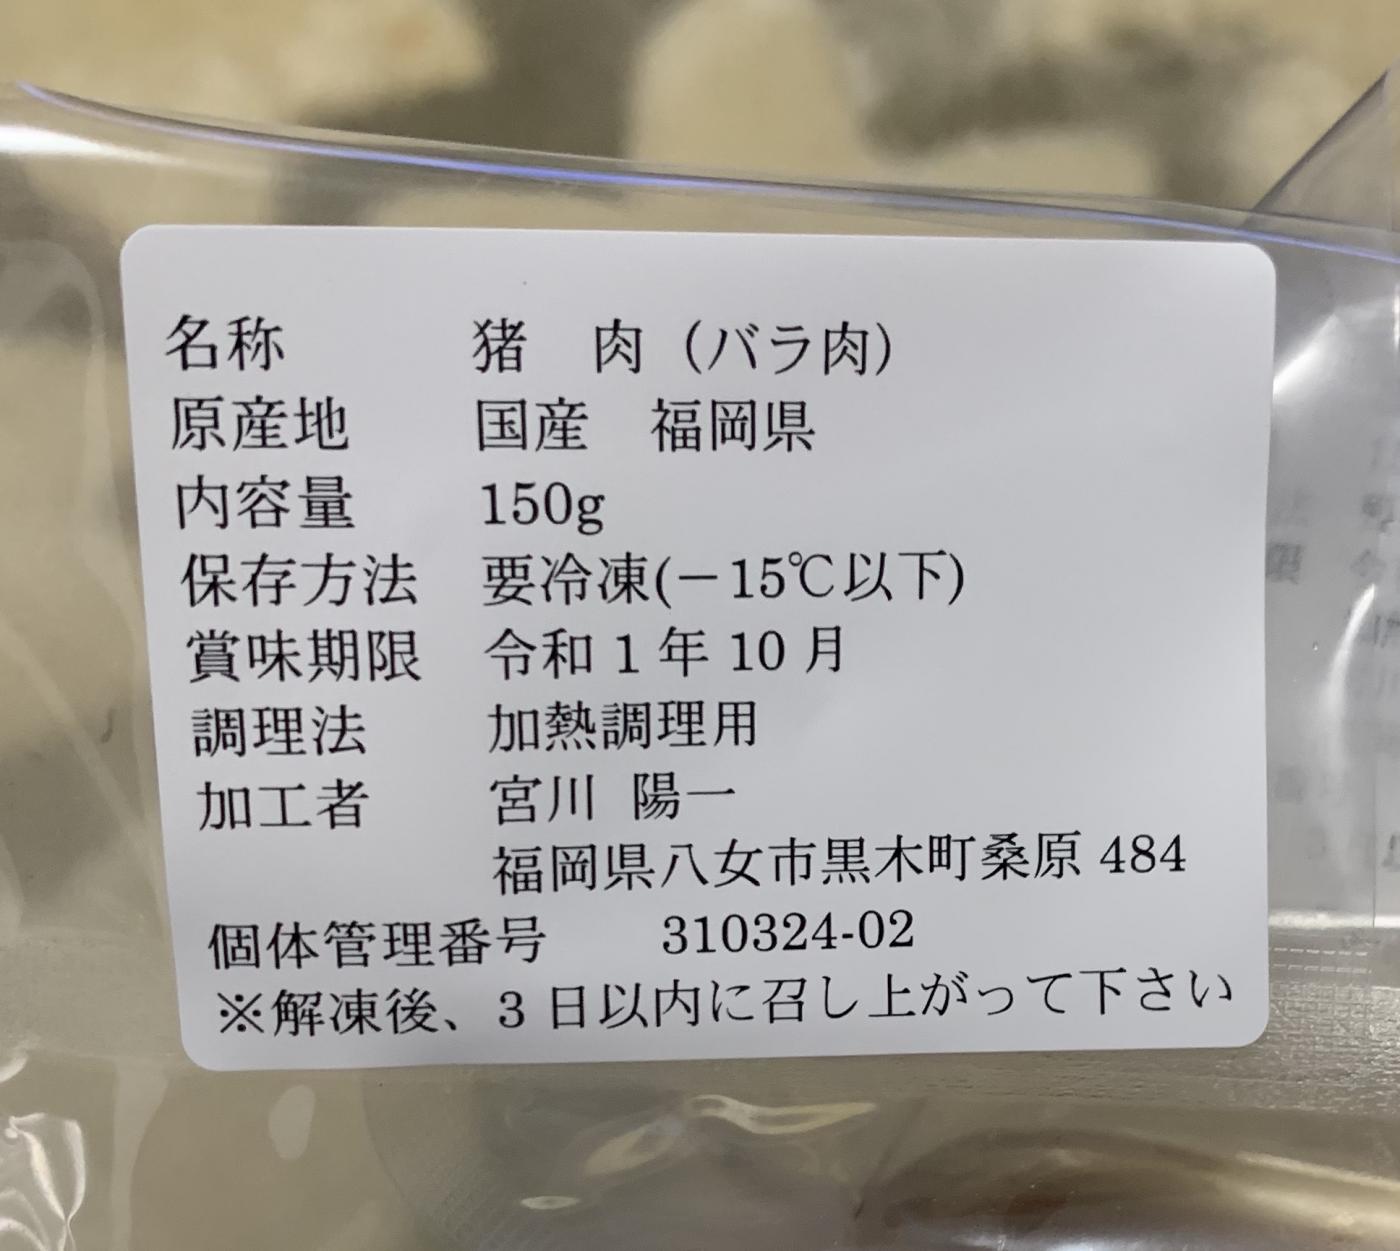 名称 猪 肉（バラ肉）
原産地 国産 福岡県
内容量 150g
保存方法 要冷凍(－15℃以下)
賞味期限 令和 1 年 10 月
調理法 加熱調理用
加工者 宮川 陽一
福岡県八女市黒木町桑原 484
個体管理番号 310324-02
※解凍後、3 日以内に召し上がって下さい